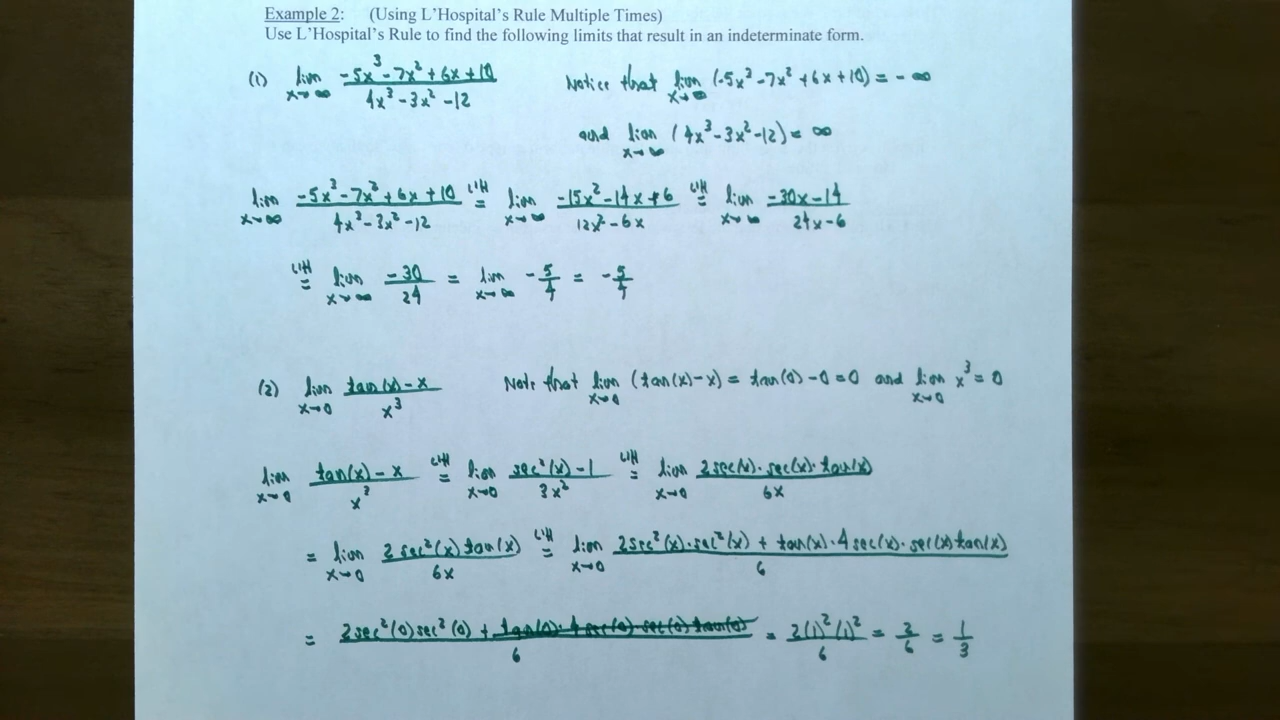 Example 2: (Using L'Hospital's Rule Multiple Times)
Use L'Hospital's Rule to find the following limits that result in an indeterminate form.
(1) lim x→∞ (-5x³-7x²+6x+10)/(4x³-3x²-12) Notice that lim x→∞ (-5x³-7x²+6x+10) = -∞
and lim x→∞ (4x³-3x²-12) = ∞
lim x→∞ (-5x³-7x²+6x+10)/(4x³-3x²-12) L'H= lim x→∞ (-15x²-14x+6)/(12x²-6x) L'H= lim x→∞ (-30x-14)/(24x-6)
L'H= lim x→∞ -30/24 = lim x→∞ -5/4 = -5/4
(2) lim x→0 (tan(x)-x)/x³ Note that lim x→0 (tan(x)-x) = tan(0)-0=0 and lim x→0 x³=0
lim x→0 (tan(x)-x)/x³ L'H= lim x→0 (sec²(x)-1)/3x² L'H= lim x→0 (2sec(x)·sec(x)·tan(x))/6x
= lim x→0 (2sec²(x)tan(x))/6x L'H= lim x→0 (2sec²(x)·sec²(x) + tan(x)·4sec(x)·sec(x)tan(x))/6
= (2sec²(0)sec²(0) + tan(0)·4sec(0)·sec(0)tan(0))/6 = 2(1)²(1)²/6 = 2/6 = 1/3